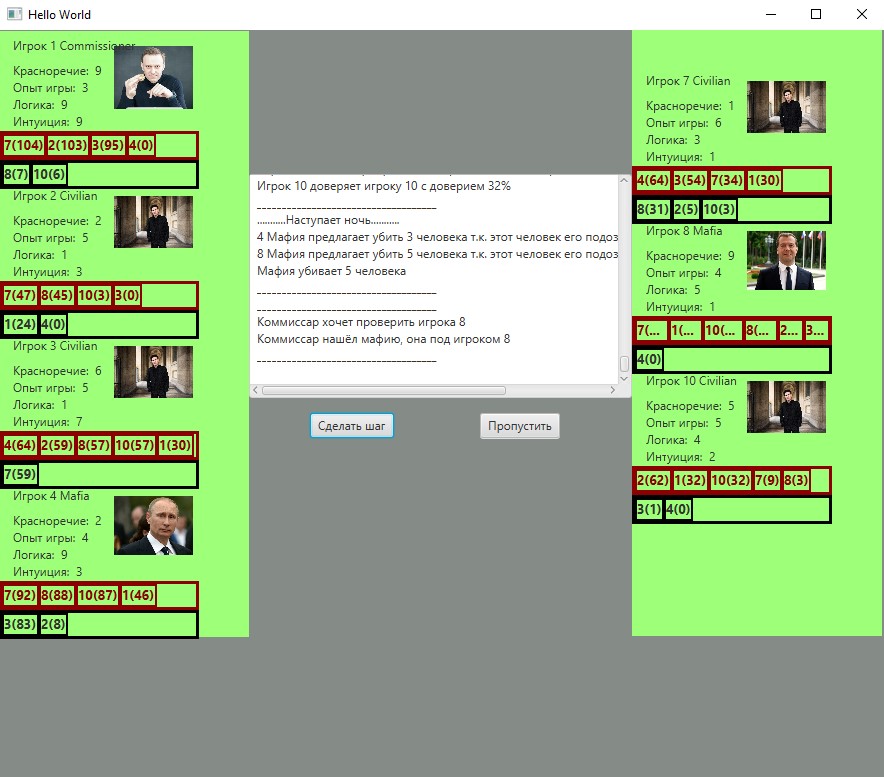 Hello World
Игрок 1 Commissioner
Красноречие: 9
Опыт игры: 3
Логика: 9
Интуиция: 9
7(104) 2(103) 3(95) 4(0)
8(7) 10(6)
Игрок 2 Civilian
Красноречие: 2
Опыт игры: 5
Логика: 1
Интуиция: 3
7(47) 8(45) 10(3) 3(0)
1(24) 4(0)
Игрок 3 Civilian
Красноречие: 6
Опыт игры: 5
Логика: 1
Интуиция: 7
4(64) 2(59) 8(57) 10(57) 1(30)
7(59)
Игрок 4 Mafia
Красноречие: 2
Опыт игры: 4
Логика: 9
Интуиция: 3
7(92) 8(88) 10(87) 1(46)
3(83) 2(8)
Игрок 10 доверяет игроку 10 с доверием 32%
____________________________________
...........Наступает ночь...........
4 Мафия предлагает убить 3 человека т.к. этот человек его подоз
8 Мафия предлагает убить 5 человека т.к. этот человек его подоз
Мафия убивает 5 человека
____________________________________
____________________________________
Коммиссар хочет проверить игрока 8
Коммиссар нашёл мафию, она под игроком 8
____________________________________
Сделать шаг
Пропустить
Игрок 7 Civilian
Красноречие: 1
Опыт игры: 6
Логика: 3
Интуиция: 1
4(64) 3(54) 7(34) 1(30)
8(31) 2(5) 10(3)
Игрок 8 Mafia
Красноречие: 9
Опыт игры: 4
Логика: 5
Интуиция: 1
7(... 1(... 10(... 8(... 2... 3...
4(0)
Игрок 10 Civilian
Красноречие: 5
Опыт игры: 5
Логика: 4
Интуиция: 2
2(62) 1(32) 10(32) 7(9) 8(3)
3(1) 4(0)